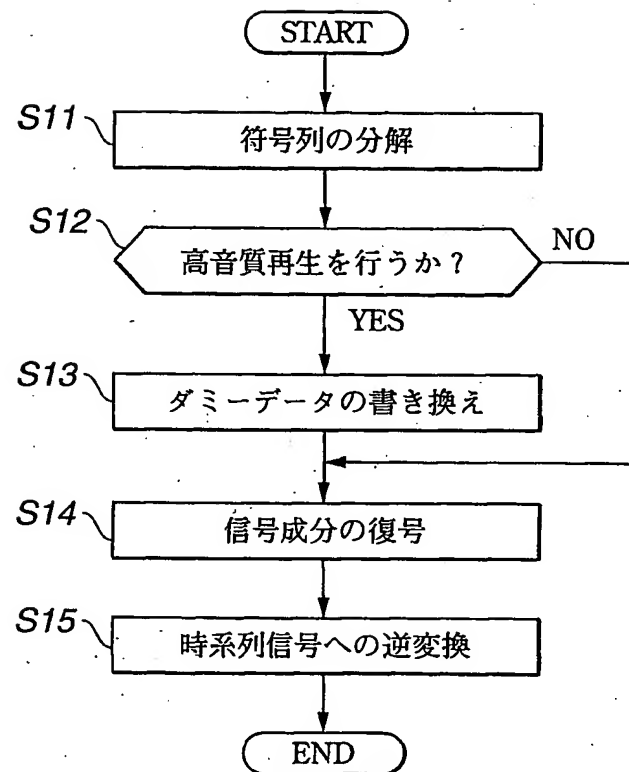 START
S11
符号列の分解
S12
高音質再生を行うか?
NO
YES
S13
ダミーデータの書き換え
S14
信号成分の復号
S15
時系列信号への逆変換
END